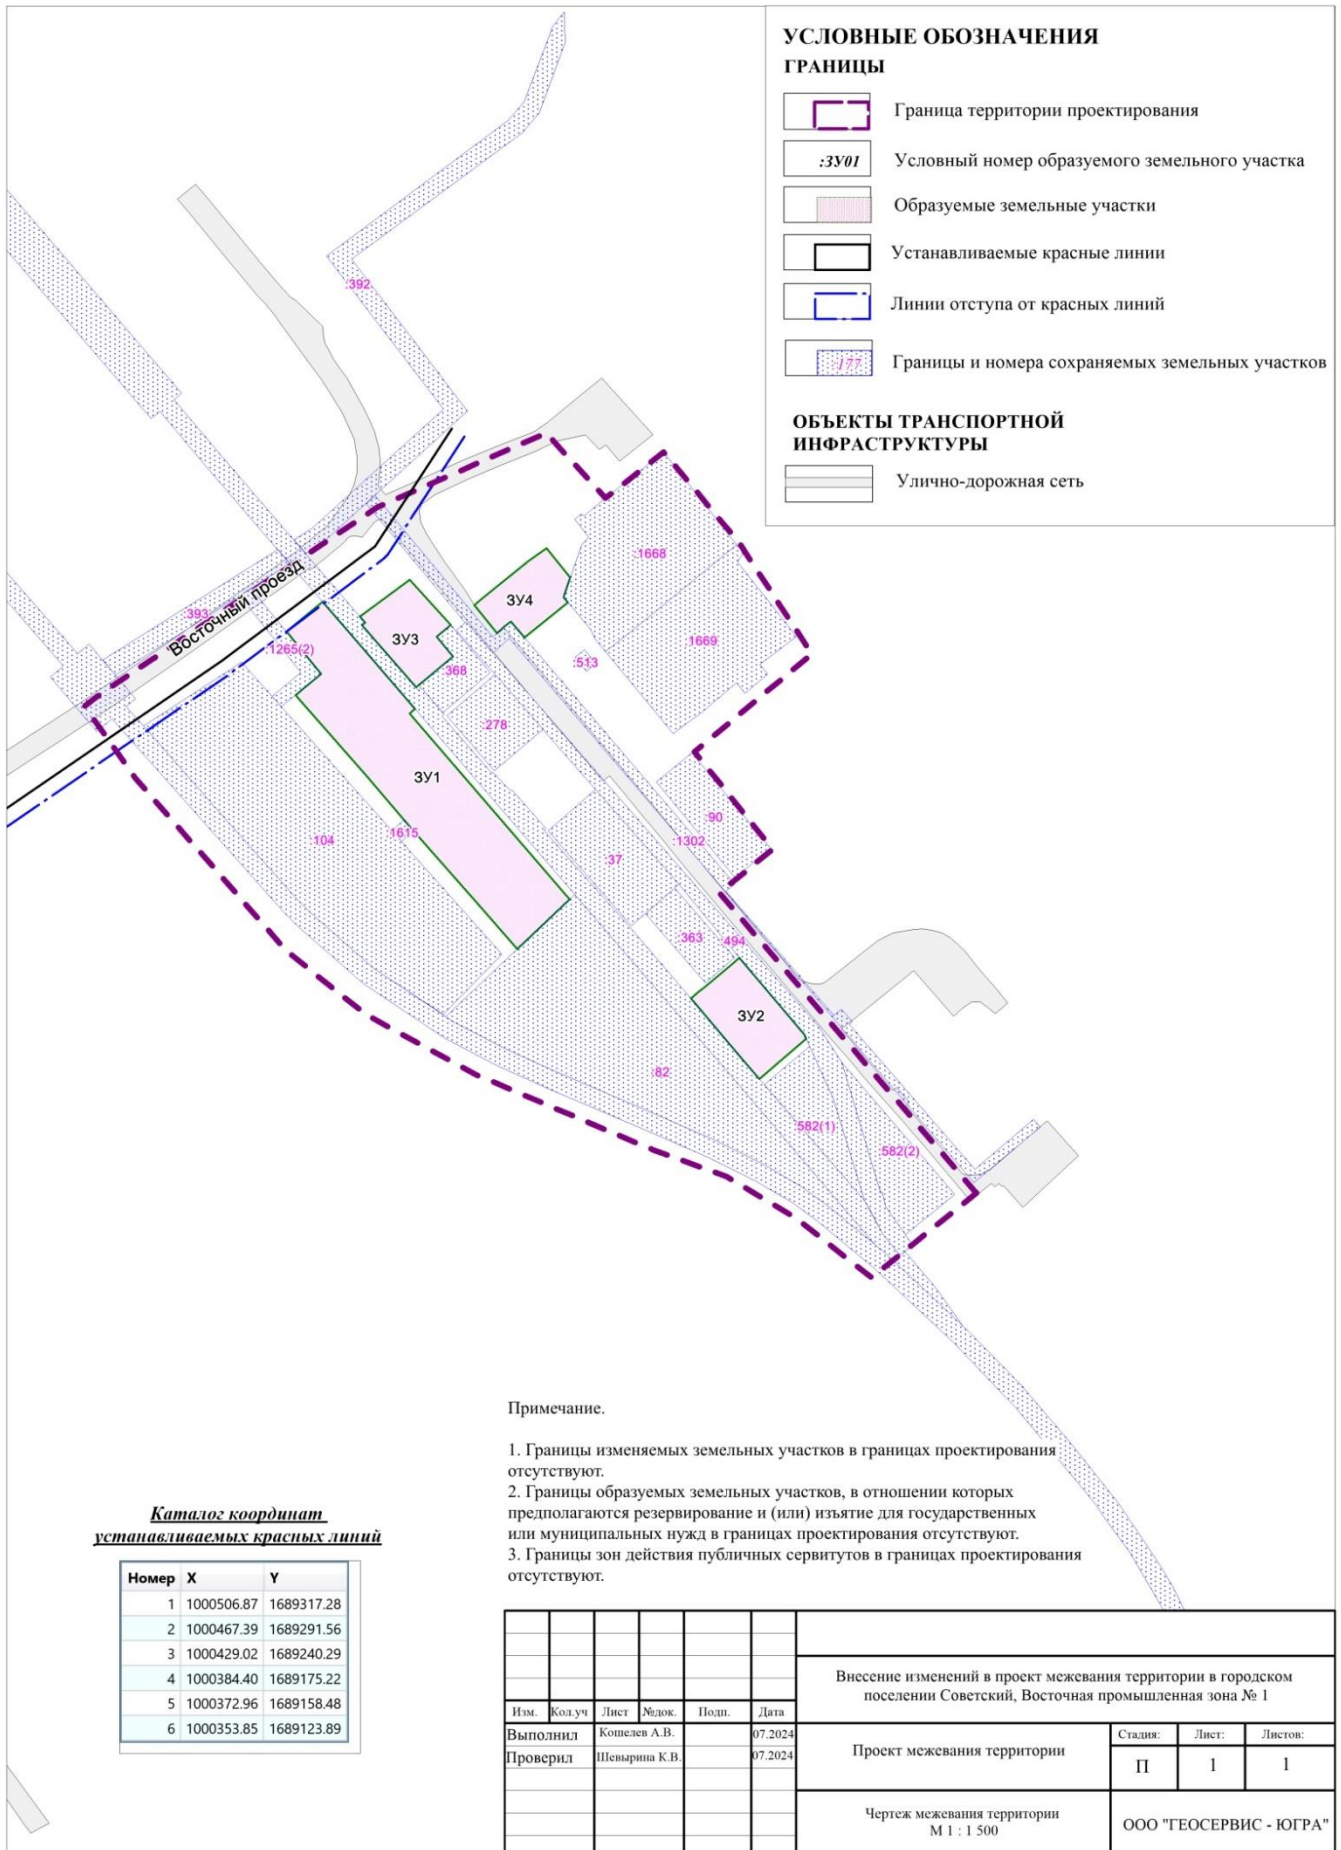 УСЛОВНЫЕ ОБОЗНАЧЕНИЯ
ГРАНИЦЫ
Граница территории проектирования
:ЗУ01 Условный номер образуемого земельного участка
Образуемые земельные участки
Устанавливаемые красные линии
Линии отступа от красных линий
:177 Границы и номера сохраняемых земельных участков
ОБЪЕКТЫ ТРАНСПОРТНОЙ
ИНФРАСТРУКТУРЫ
Улично-дорожная сеть
:392
:1668
:393
Восточный проезд
ЗУ4
ЗУ3
:1669
:1265(2)
:368
:513
:278
ЗУ1
:90
:104
:1615
:1302
:37
:363
:494
ЗУ2
:82
:582(1)
:582(2)
Примечание.
1. Границы изменяемых земельных участков в границах проектирования
отсутствуют.
2. Границы образуемых земельных участков, в отношении которых
предполагаются резервирование и (или) изъятие для государственных
или муниципальных нужд в границах проектирования отсутствуют.
3. Границы зон действия публичных сервитутов в границах проектирования
отсутствуют.
Каталог координат
устанавливаемых красных линий
Номер X Y
1 1000506.87 1689317.28
2 1000467.39 1689291.56
3 1000429.02 1689240.29
4 1000384.40 1689175.22
5 1000372.96 1689158.48
6 1000353.85 1689123.89
Внесение изменений в проект межевания территории в городском
поселении Советский, Восточная промышленная зона № 1
Изм. Кол.уч Лист №док. Подп. Дата
Выполнил Кошелев А.В. 07.2024
Проверил Шевырина К.В. 07.2024
Проект межевания территории
Стадия: Лист: Листов:
П 1 1
Чертеж межевания территории
М 1 : 1 500
ООО "ГЕОСЕРВИС - ЮГРА"